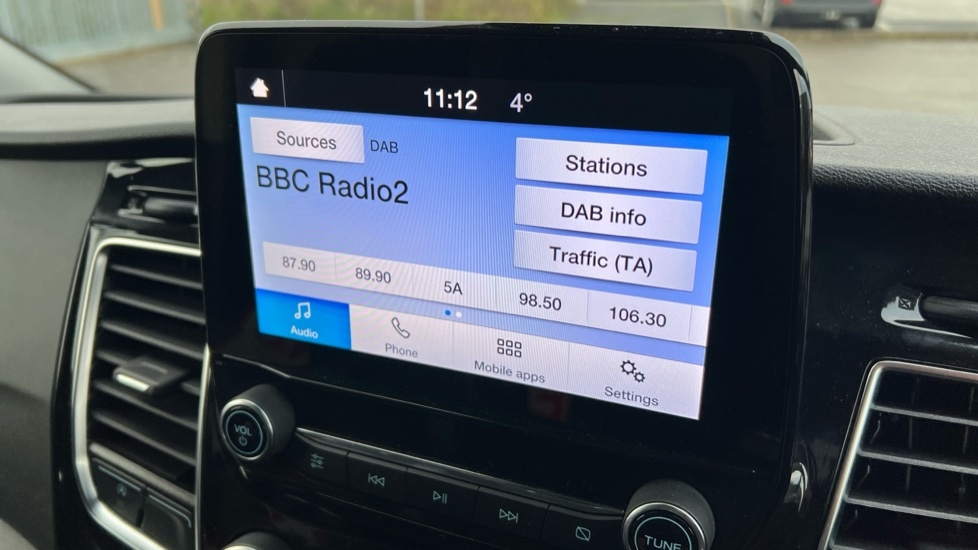 11:12 4°
Sources DAB
BBC Radio2
Stations
DAB info
Traffic (TA)
87.90 89.90 5A 98.50 106.30
Audio Phone Mobile apps Settings
VOL
TUNE